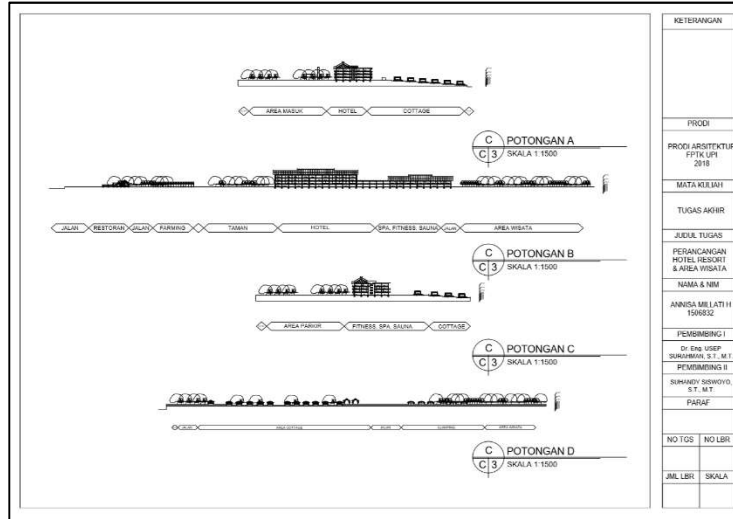 AREA MASUK
HOTEL
COTTAGE
C
C 3
POTONGAN A
SKALA 1:1500
JALAN
RESTORAN
JALAN
FARMING
TAMAN
HOTEL
SPA, FITNESS, SAUNA
JALAN
AREA WISATA
C
C 3
POTONGAN B
SKALA 1:1500
AREA PARKIR
FITNESS, SPA, SAUNA
COTTAGE
C
C 3
POTONGAN C
SKALA 1:1500
C
C 3
POTONGAN D
SKALA 1:1500
KETERANGAN
PRODI
PRODI ARSITEKTUR
FPTK UPI
2018
MATA KULIAH
TUGAS AKHIR
JUDUL TUGAS
PERANCANGAN
HOTEL RESORT
& AREA WISATA
NAMA & NIM
ANNISA MILLATI H
1506832
PEMBIMBING I
Dr. Eng. USEP
SURAHMAN, S.T., M.T.
PEMBIMBING II
SUHANDY SISWOYO,
S.T., M.T.
PARAF
NO TGS
NO LBR
JML LBR
SKALA